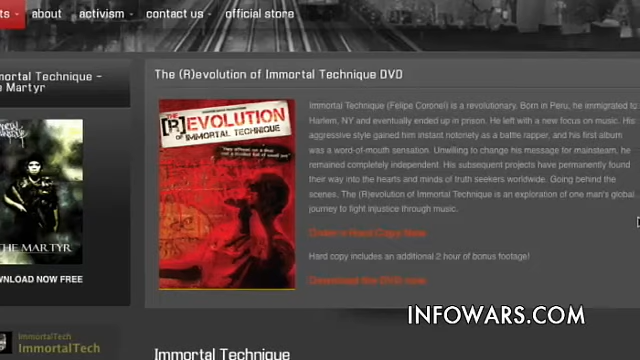 ts
about
activism
contact us
official store
mortal Technique –
Martyr
The (R)evolution of Immortal Technique DVD
THE
[R]EVOLUTION
OF IMMORTAL TECHNIQUE
Immortal Technique (Felipe Coronel) is a revolutionary. Born in Peru, he immigrated to
Harlem, NY and eventually ended up in prison. He left with a new focus on music. His
aggressive style gained him instant notoriety as a battle rapper, and his first album
was a word-of-mouth sensation. Unwilling to change his message for mainsteam, he
remained completely independent. His subsequent projects have permanently found
their way into the hearts and minds of truth seekers worldwide. Going behind the
scenes, The (R)evolution of Immortal Technique is an exploration of one man's global
journey to fight injustice through music.
Order a Hard Copy Now
Hard copy includes an additional 2 hour of bonus footage!
Download the DVD now
THE MARTYR
WNLOAD NOW FREE
INFOWARS.COM
ImmortalTech
ImmortalTech
Immortal Technique